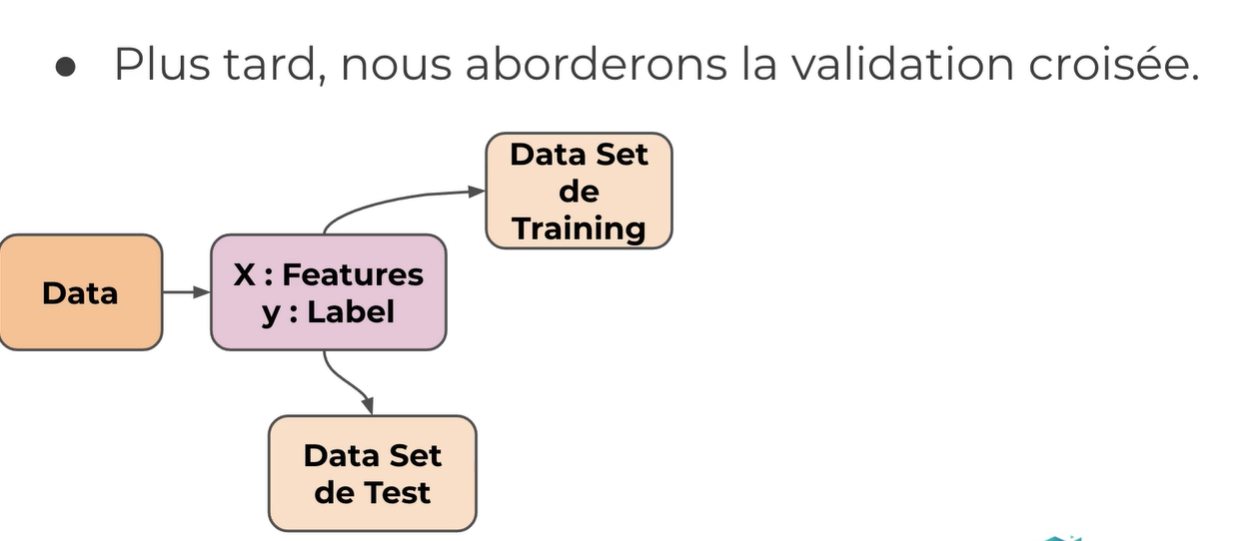 ● Plus tard, nous aborderons la validation croisée.
Data Set
de
Training
Data
X : Features
y : Label
Data Set
de Test